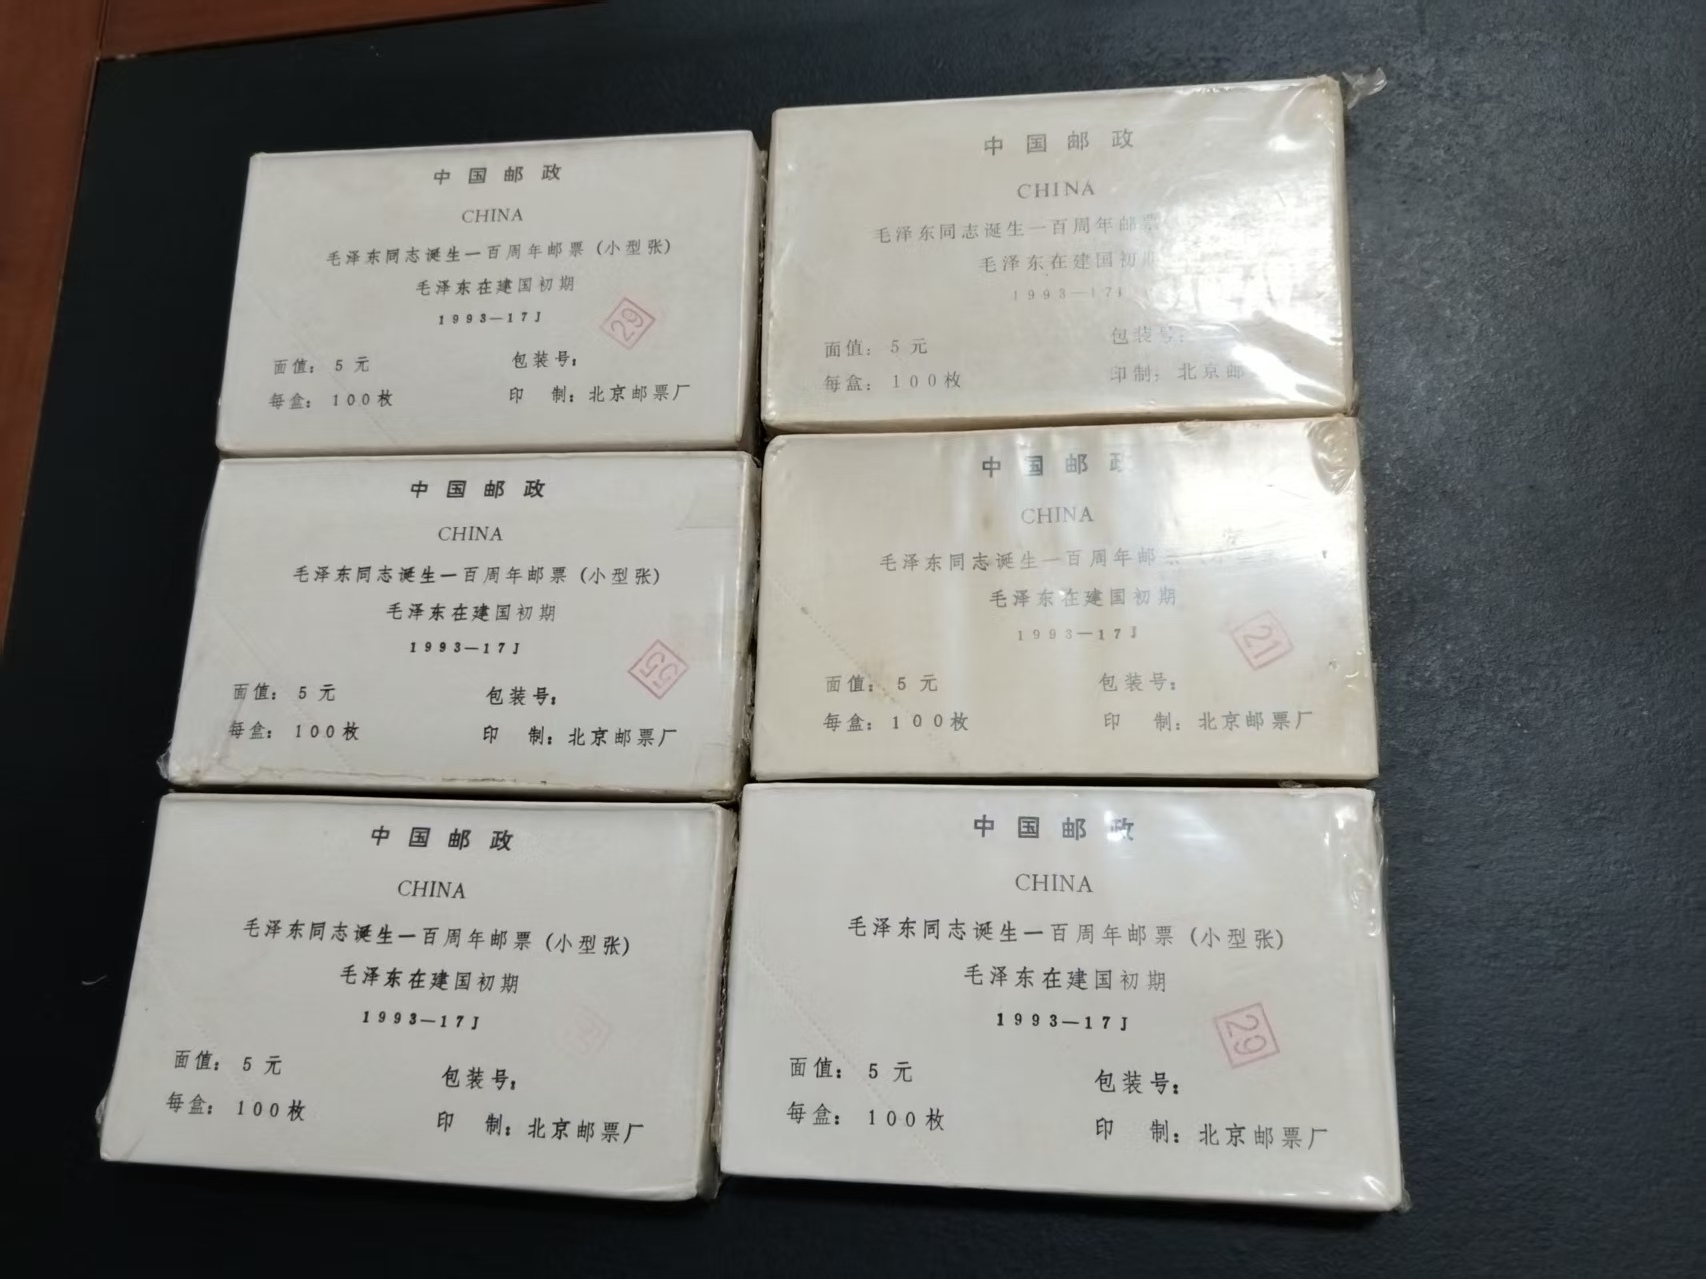 中国邮政
CHINA
毛泽东同志诞生一百周年邮票(小型张)
毛泽东在建国初期
1993—17J
29
面值：5元
包装号：
每盒：100枚
印 制：北京邮票厂
中国邮政
CHINA
毛泽东同志诞生一百周年邮票
毛泽东在建国初期
1993—17J
面值：5元
包装号：
每盒：100枚
印制：北京邮
中国邮政
CHINA
毛泽东同志诞生一百周年邮票(小型张)
毛泽东在建国初期
1993—17J
55
面值：5元
包装号：
每盒：100枚
印 制：北京邮票厂
中国邮政
CHINA
毛泽东同志诞生一百周年邮票
毛泽东在建国初期
1993—17J
21
面值：5元
包装号：
每盒：100枚
印 制：北京邮票厂
中国邮政
CHINA
毛泽东同志诞生一百周年邮票(小型张)
毛泽东在建国初期
1993—17J
面值：5元
包装号：
每盒：100枚
印 制：北京邮票厂
中国邮政
CHINA
毛泽东同志诞生一百周年邮票(小型张)
毛泽东在建国初期
1993—17J
29
面值：5元
包装号：
每盒：100枚
印 制：北京邮票厂